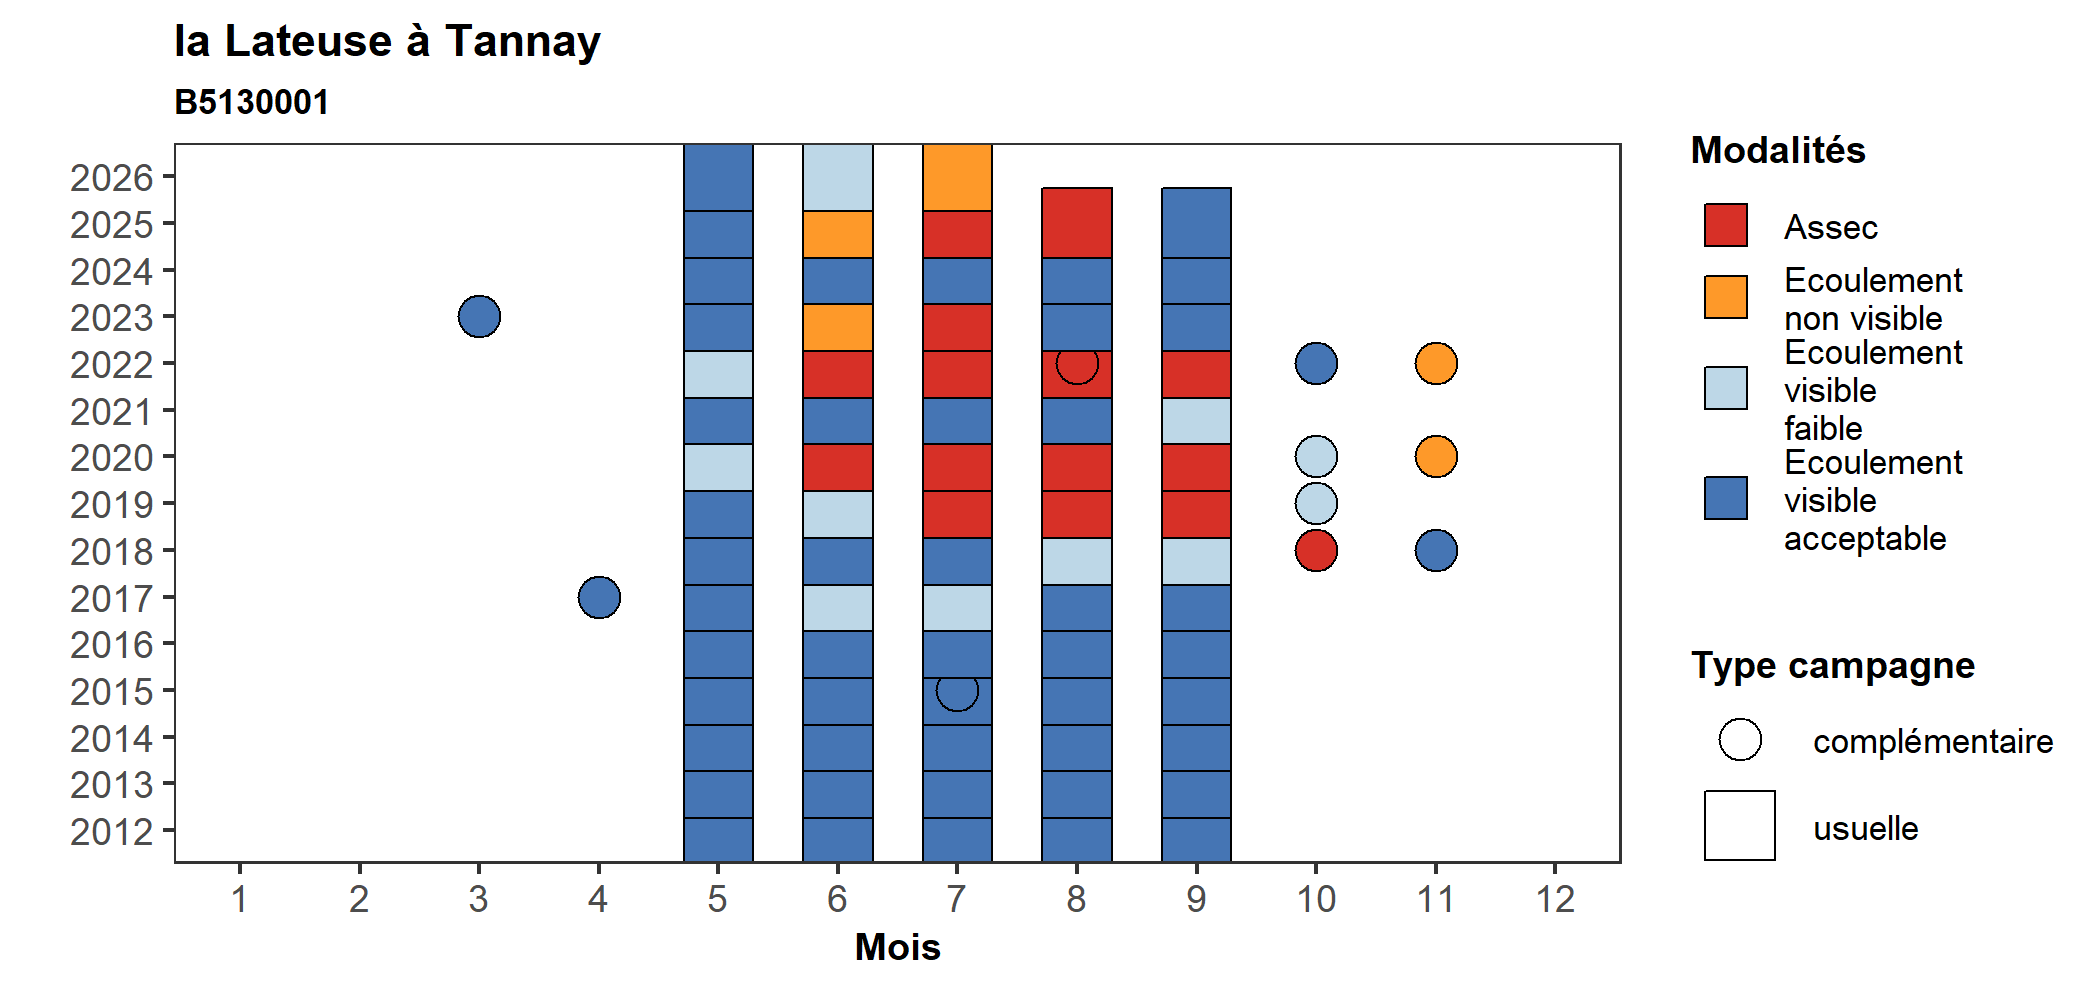 la Lateuse à Tannay
B5130001
2026
2025
2024
2023
2022
2021
2020
2019
2018
2017
2016
2015
2014
2013
2012
1 2 3 4 5 6 7 8 9 10 11 12
Mois
Modalités
Assec
Ecoulement
non visible
Ecoulement
visible
faible
Ecoulement
visible
acceptable
Type campagne
complémentaire
usuelle